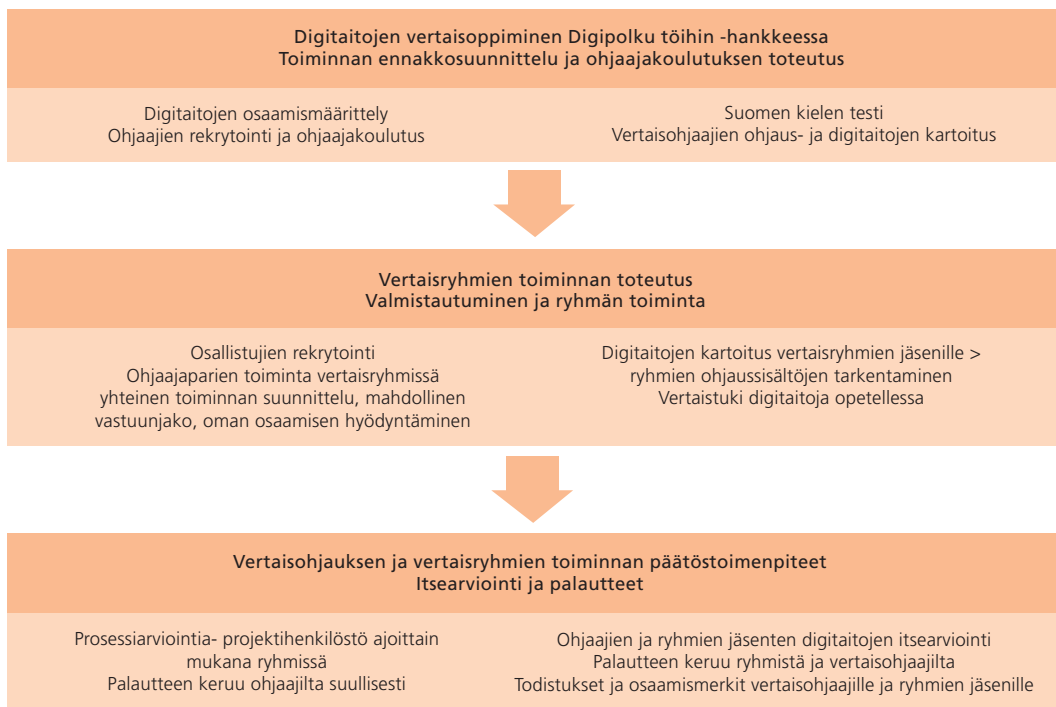 Digitaitojen vertaisoppiminen Digipolku töihin -hankkeessa
Toiminnan ennakkosuunnittelu ja ohjaajakoulutuksen toteutus
Digitaitojen osaamismäärittely
Ohjaajien rekrytointi ja ohjaajakoulutus
Suomen kielen testi
Vertaisohjaajien ohjaus- ja digitaitojen kartoitus
Vertaisryhmien toiminnan toteutus
Valmistautuminen ja ryhmän toiminta
Osallistujien rekrytointi
Ohjaajaparien toiminta vertaisryhmissä
yhteinen toiminnan suunnittelu, mahdollinen
vastuunjako, oman osaamisen hyödyntäminen
Digitaitojen kartoitus vertaisryhmien jäsenille >
ryhmien ohjaussisältöjen tarkentaminen
Vertaistuki digitaitoja opetellessa
Vertaisohjauksen ja vertaisryhmien toiminnan päätöstoimenpiteet
Itsearviointi ja palautteet
Prosessiarviointia- projektihenkilöstö ajoittain
mukana ryhmissä
Palautteen keruu ohjaajilta suullisesti
Ohjaajien ja ryhmien jäsenten digitaitojen itsearviointi
Palautteen keruu ryhmistä ja vertaisohjaajilta
Todistukset ja osaamismerkit vertaisohjaajille ja ryhmien jäsenille